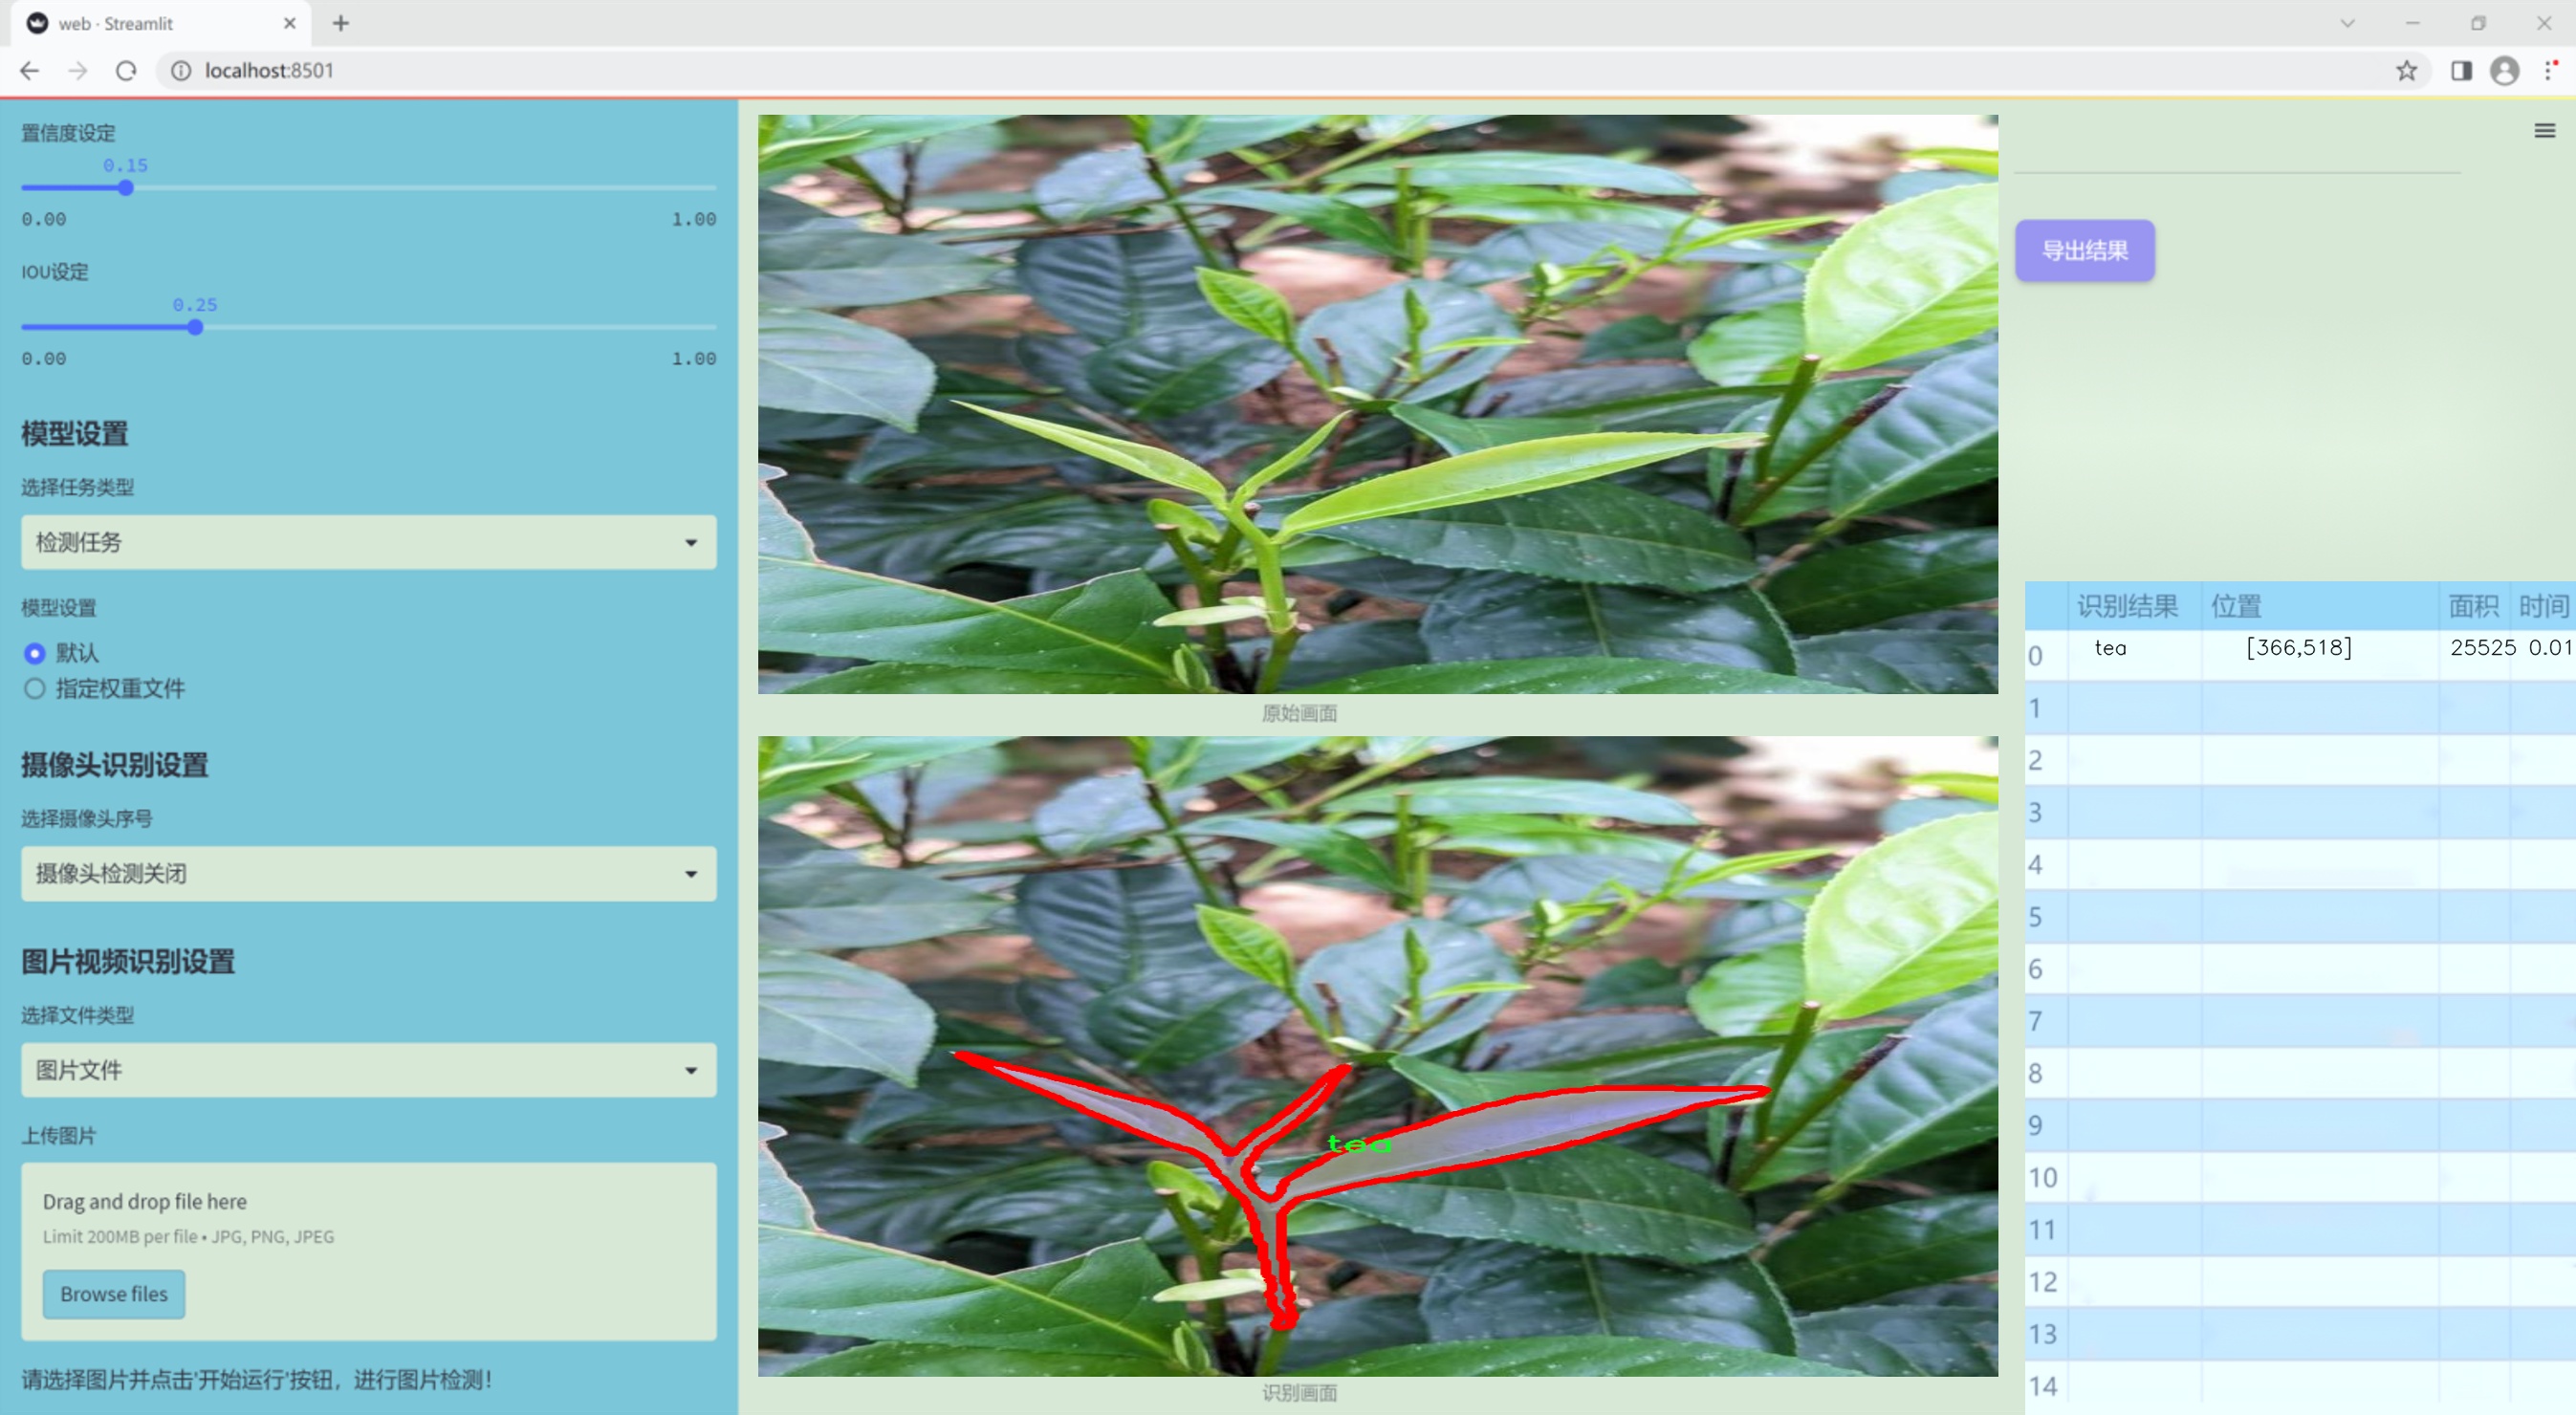 web · Streamlit
localhost:8501
置信度设定
0.15
0.00 1.00
IOU设定
0.25
0.00 1.00
模型设置
选择任务类型
检测任务
模型设置
默认
指定权重文件
摄像头识别设置
选择摄像头序号
摄像头检测关闭
图片视频识别设置
选择文件类型
图片文件
上传图片
Drag and drop file here
Limit 200MB per file • JPG, PNG, JPEG
Browse files
请选择图片并点击'开始运行'按钮，进行图片检测！
原始画面
tea
识别画面
导出结果
识别结果 位置 面积 时间
0 tea [366,518] 25525 0.01
1
2
3
4
5
6
7
8
9
10
11
12
13
14